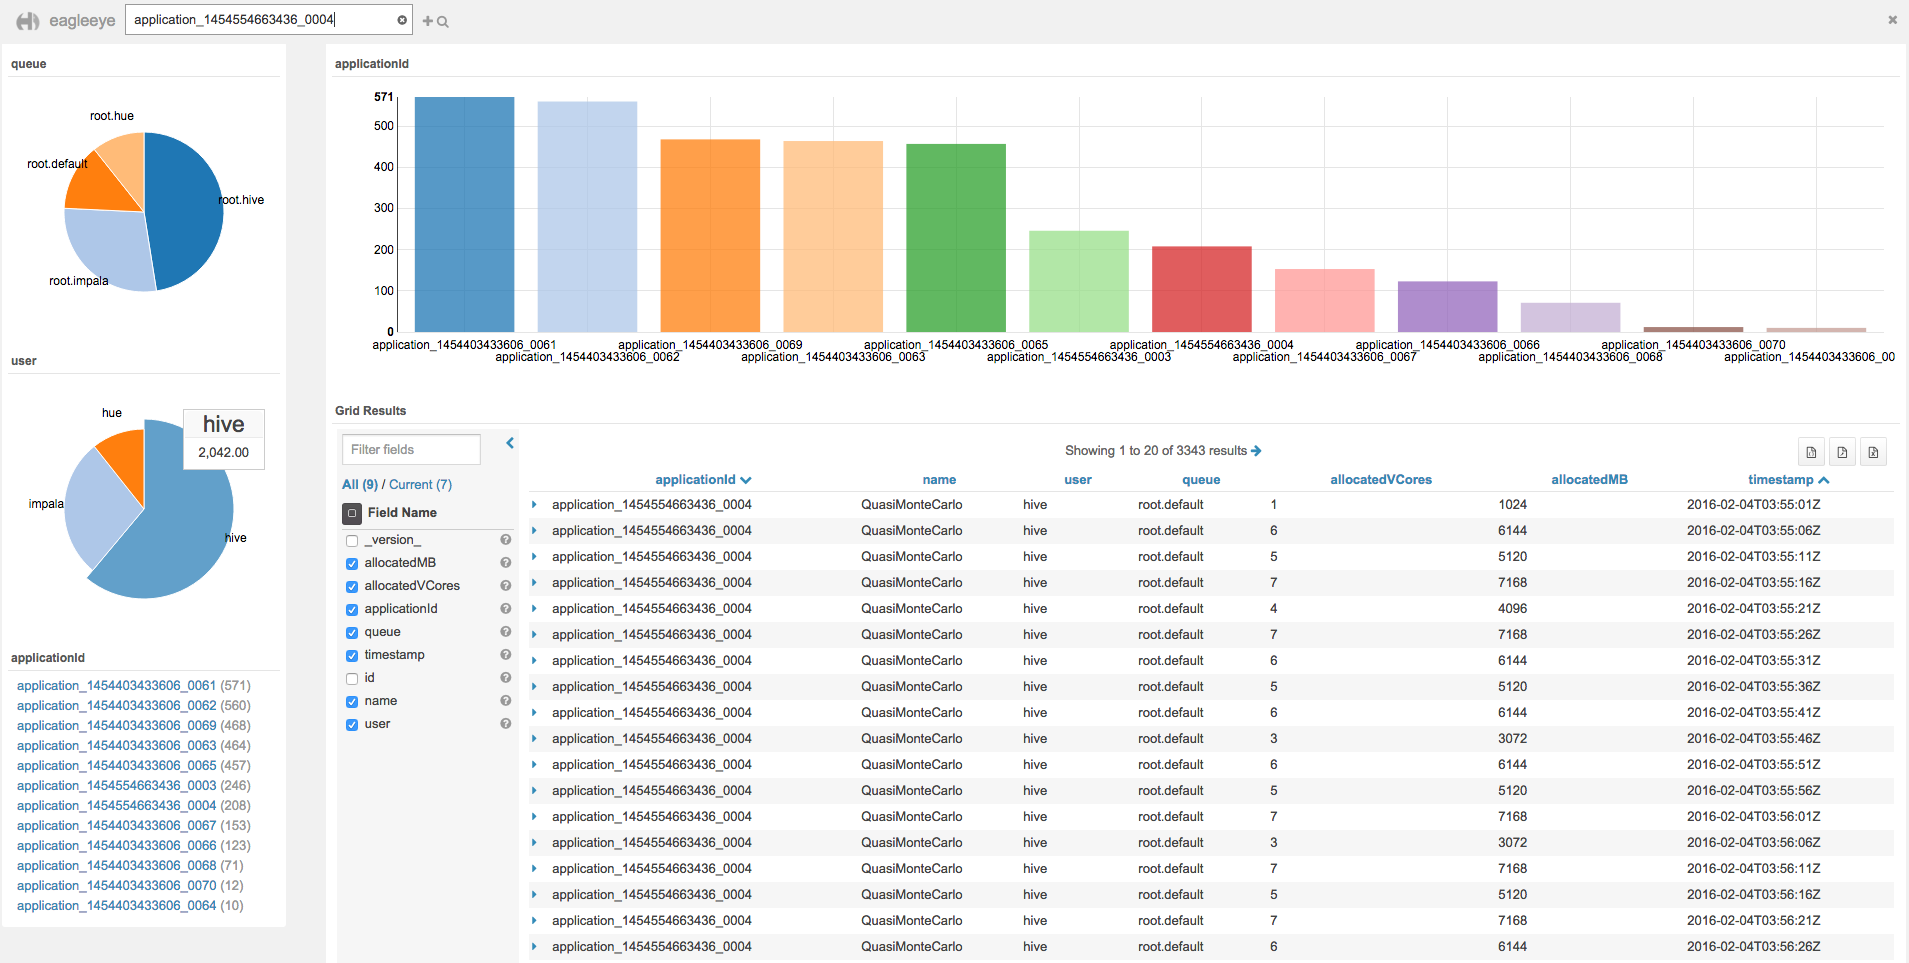 eagleeye
application_1454554663436_0004
queue
root.hue
root.default
root.hive
root.impala
user
hue
hive
2,042.00
impala
hive
applicationId
application_1454403433606_0061 (571)
application_1454403433606_0062 (560)
application_1454403433606_0069 (468)
application_1454403433606_0063 (464)
application_1454403433606_0065 (457)
application_1454554663436_0003 (246)
application_1454554663436_0004 (208)
application_1454403433606_0067 (153)
application_1454403433606_0066 (123)
application_1454403433606_0068 (71)
application_1454403433606_0070 (12)
application_1454403433606_0064 (10)
applicationId
571
500
400
300
200
100
0
application_1454403433606_0061
application_1454403433606_0062
application_1454403433606_0069
application_1454403433606_0063
application_1454403433606_0065
application_1454554663436_0003
application_1454554663436_0004
application_1454403433606_0067
application_1454403433606_0066
application_1454403433606_0068
application_1454403433606_0070
application_1454403433606_00
Grid Results
Filter fields
All (9) / Current (7)
Field Name
_version_
allocatedMB
allocatedVCores
applicationId
queue
timestamp
id
name
user
Showing 1 to 20 of 3343 results
applicationId name user queue allocatedVCores allocatedMB timestamp
application_1454554663436_0004 QuasiMonteCarlo hive root.default 1 1024 2016-02-04T03:55:01Z
application_1454554663436_0004 QuasiMonteCarlo hive root.default 6 6144 2016-02-04T03:55:06Z
application_1454554663436_0004 QuasiMonteCarlo hive root.default 5 5120 2016-02-04T03:55:11Z
application_1454554663436_0004 QuasiMonteCarlo hive root.default 7 7168 2016-02-04T03:55:16Z
application_1454554663436_0004 QuasiMonteCarlo hive root.default 4 4096 2016-02-04T03:55:21Z
application_1454554663436_0004 QuasiMonteCarlo hive root.default 7 7168 2016-02-04T03:55:26Z
application_1454554663436_0004 QuasiMonteCarlo hive root.default 6 6144 2016-02-04T03:55:31Z
application_1454554663436_0004 QuasiMonteCarlo hive root.default 5 5120 2016-02-04T03:55:36Z
application_1454554663436_0004 QuasiMonteCarlo hive root.default 6 6144 2016-02-04T03:55:41Z
application_1454554663436_0004 QuasiMonteCarlo hive root.default 3 3072 2016-02-04T03:55:46Z
application_1454554663436_0004 QuasiMonteCarlo hive root.default 6 6144 2016-02-04T03:55:51Z
application_1454554663436_0004 QuasiMonteCarlo hive root.default 5 5120 2016-02-04T03:55:56Z
application_1454554663436_0004 QuasiMonteCarlo hive root.default 7 7168 2016-02-04T03:56:01Z
application_1454554663436_0004 QuasiMonteCarlo hive root.default 3 3072 2016-02-04T03:56:06Z
application_1454554663436_0004 QuasiMonteCarlo hive root.default 7 7168 2016-02-04T03:56:11Z
application_1454554663436_0004 QuasiMonteCarlo hive root.default 5 5120 2016-02-04T03:56:16Z
application_1454554663436_0004 QuasiMonteCarlo hive root.default 7 7168 2016-02-04T03:56:21Z
application_1454554663436_0004 QuasiMonteCarlo hive root.default 6 6144 2016-02-04T03:56:26Z